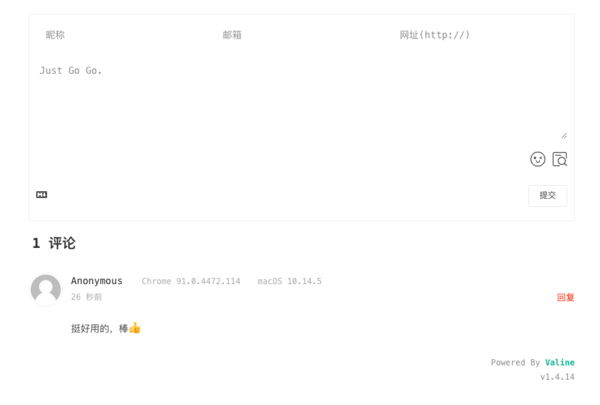 昵称 邮箱 网址(http://)
Just Go Go.
M↓
提交
1 评论
Anonymous Chrome 91.0.4472.114 macOS 10.14.5
26 秒前 回复
挺好用的，棒👍
Powered By Valine
v1.4.14